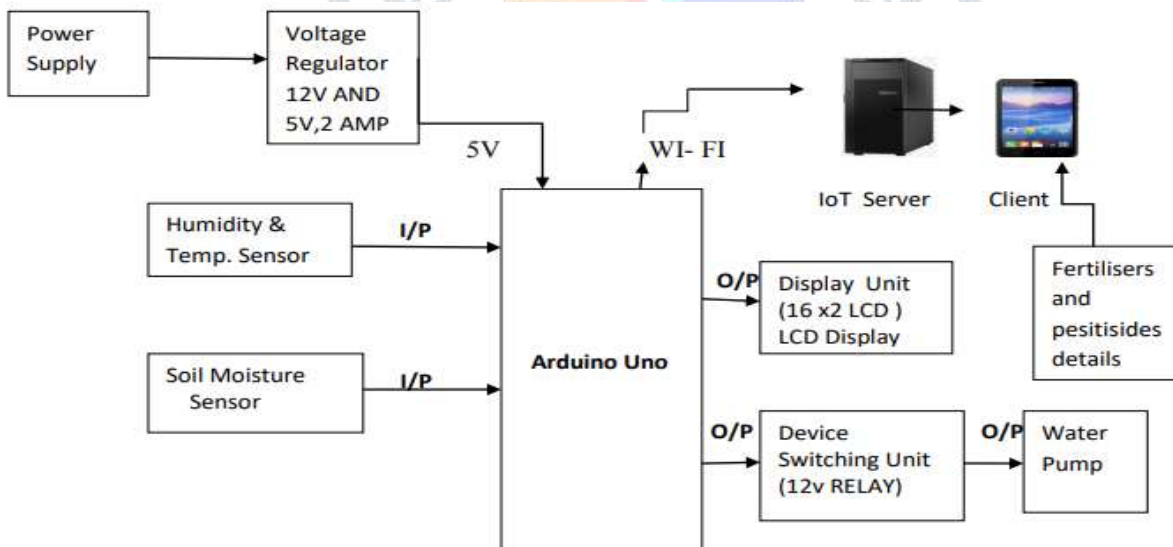 Power
Supply
Voltage
Regulator
12V AND
5V,2 AMP
5V
WI- FI
IoT Server
Client
Humidity &
Temp. Sensor
I/P
Soil Moisture
Sensor
I/P
Arduino Uno
O/P
Display Unit
(16 x2 LCD )
LCD Display
Fertilisers
and
pesitisides
details
O/P
Device
Switching Unit
(12v RELAY)
O/P
Water
Pump